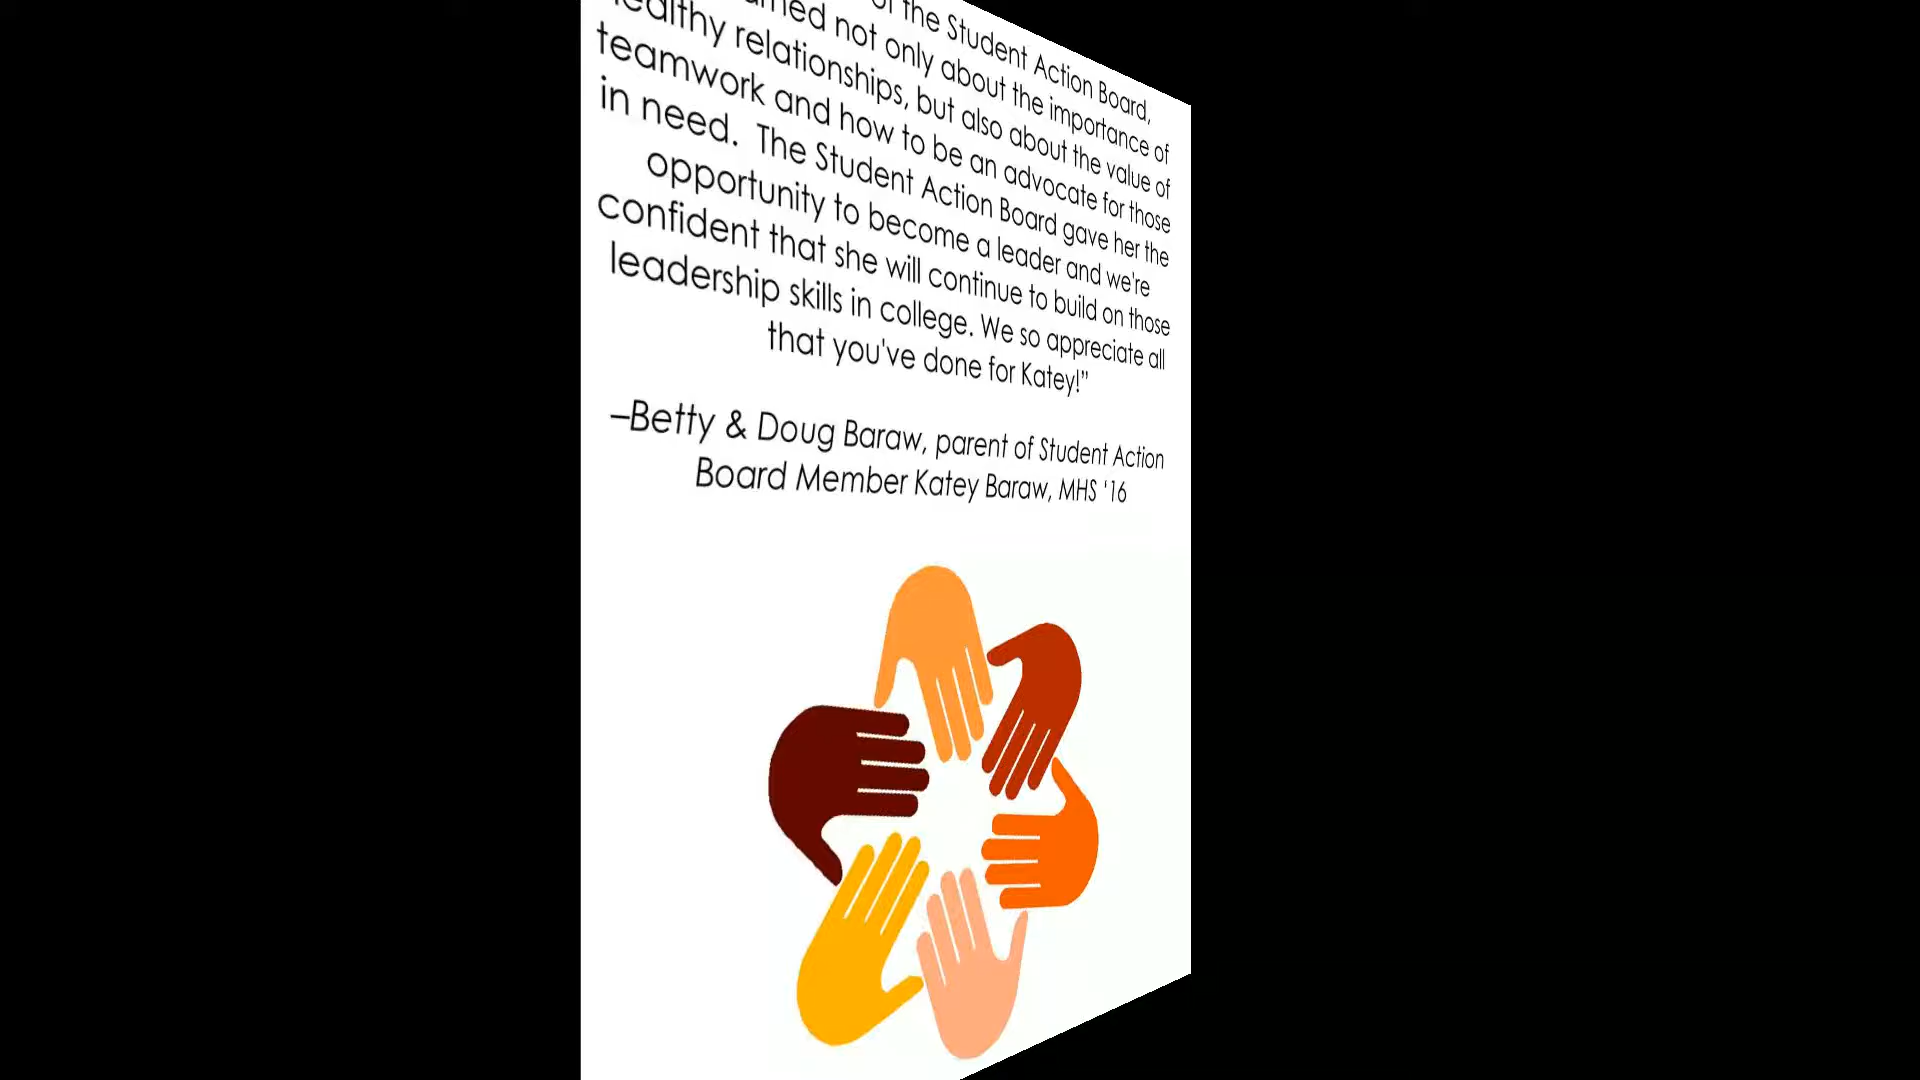 of the Student Action Board,
not only about the importance of
healthy relationships, but also about the value of
teamwork and how to be an advocate for those
in need. The Student Action Board gave her the
opportunity to become a leader and we're
confident that she will continue to build on those
leadership skills in college. We so appreciate all
that you've done for Katey!”
–Betty & Doug Baraw, parent of Student Action
Board Member Katey Baraw, MHS '16